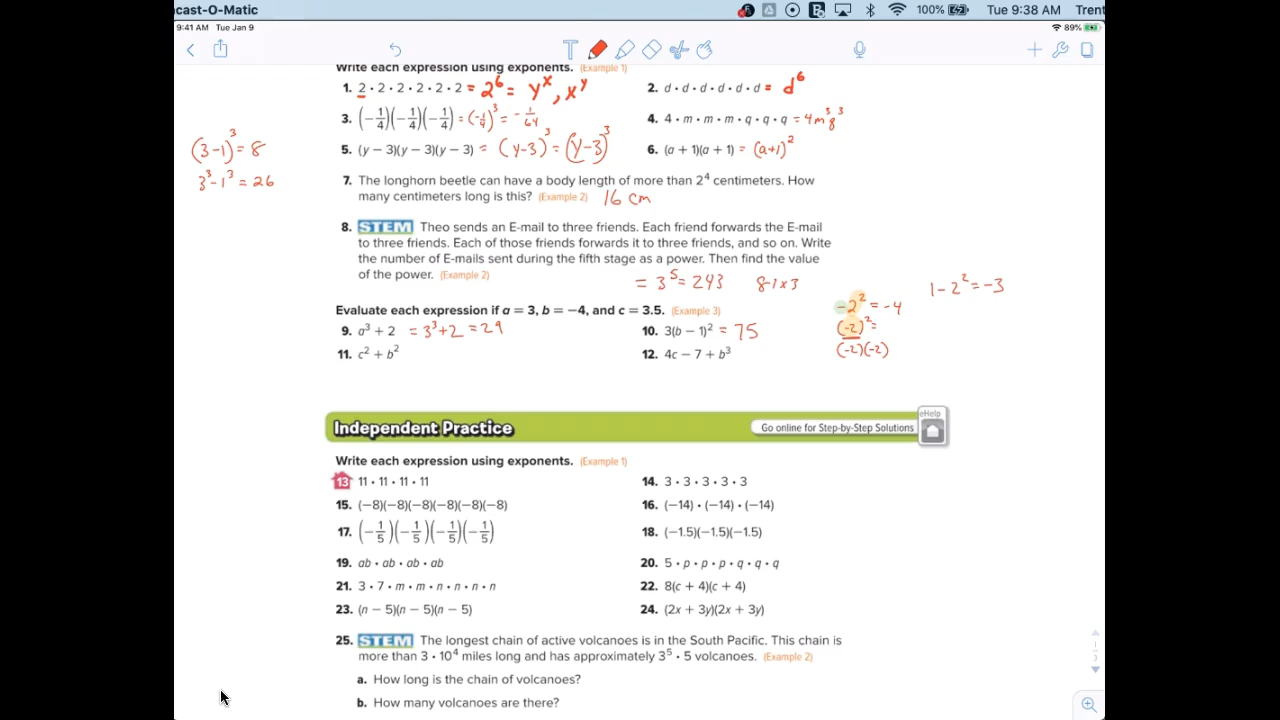 cast-O-Matic 100% Tue 9:38 AM Trent
9:41 AM Tue Jan 9 89%
Write each expression using exponents. (Example 1)
1. 2 • 2 • 2 • 2 • 2 • 2 = 2⁶ = yˣ, xʸ
2. d • d • d • d • d • d = d⁶
3. (−1/4)(−1/4)(−1/4) = (−1/4)³ = −1/64
4. 4 • m • m • m • q • q • q = 4m³q³
(3−1)³ = 8
5. (y − 3)(y − 3)(y − 3) = (y−3)³ = (y−3)³
6. (a + 1)(a + 1) = (a+1)²
3³−1³ = 26
7. The longhorn beetle can have a body length of more than 2⁴ centimeters. How
many centimeters long is this? (Example 2) 16 cm
8. STEM Theo sends an E-mail to three friends. Each friend forwards the E-mail
to three friends. Each of those friends forwards it to three friends, and so on. Write
the number of E-mails sent during the fifth stage as a power. Then find the value
of the power. (Example 2)
= 3⁵ = 243 8·1×3
1−2² = −3
−2² = −4
Evaluate each expression if a = 3, b = −4, and c = 3.5. (Example 3)
9. a³ + 2 = 3³+2 = 29
10. 3(b − 1)² = 75
(−2)² =
11. c² + b²
12. 4c − 7 + b³
(−2)(−2)
Independent Practice
eHelp
Go online for Step-by-Step Solutions
Write each expression using exponents. (Example 1)
13 11 • 11 • 11 • 11
14. 3 • 3 • 3 • 3 • 3
15. (−8)(−8)(−8)(−8)(−8)(−8)
16. (−14) • (−14) • (−14)
17. (−1/5)(−1/5)(−1/5)(−1/5)
18. (−1.5)(−1.5)(−1.5)
19. ab • ab • ab • ab
20. 5 • p • p • p • q • q • q
21. 3 • 7 • m • m • n • n • n • n
22. 8(c + 4)(c + 4)
23. (n − 5)(n − 5)(n − 5)
24. (2x + 3y)(2x + 3y)
25. STEM The longest chain of active volcanoes is in the South Pacific. This chain is
more than 3 • 10⁴ miles long and has approximately 3⁵ • 5 volcanoes. (Example 2)
a. How long is the chain of volcanoes?
b. How many volcanoes are there?